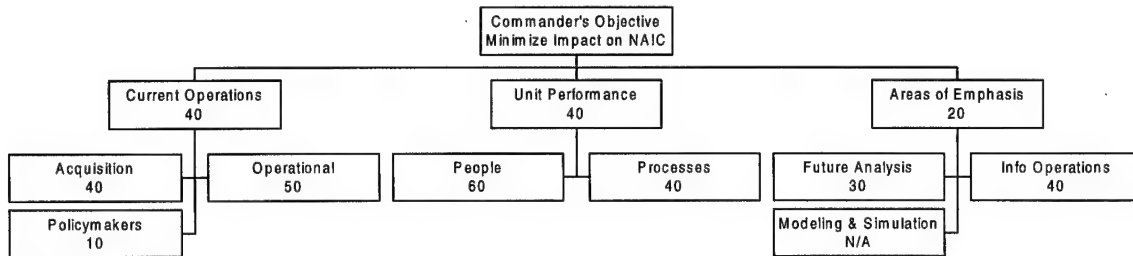 Commander's Objective
Minimize Impact on NAIC
Current Operations
40
Unit Performance
40
Areas of Emphasis
20
Acquisition
40
Operational
50
People
60
Processes
40
Future Analysis
30
Info Operations
40
Policymakers
10
Modeling & Simulation
N/A